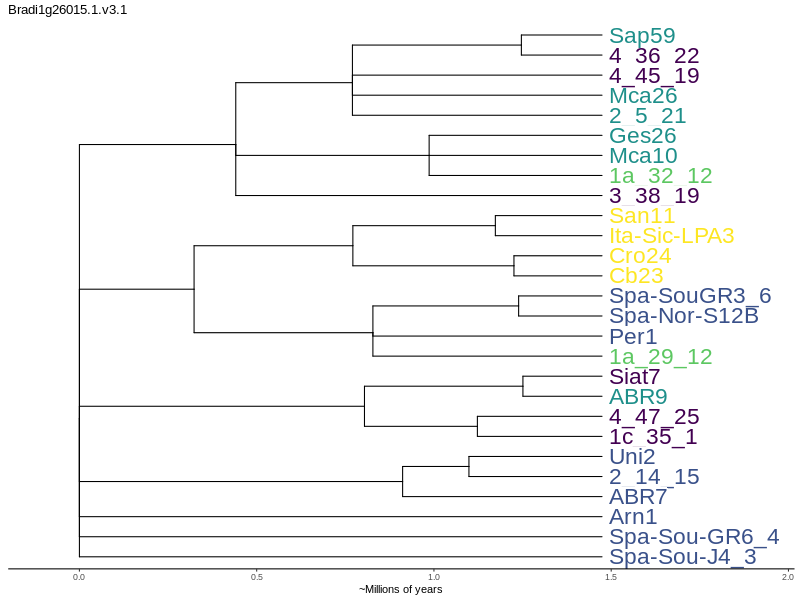 Bradi1g26015.1.v3.1
Sap59
4_36_22
4_45_19
Mca26
2_5_21
Ges26
Mca10
1a_32_12
3_38_19
San11
Ita-Sic-LPA3
Cro24
Cb23
Spa-SouGR3_6
Spa-Nor-S12B
Per1
1a_29_12
Siat7
ABR9
4_47_25
1c_35_1
Uni2
2_14_15
ABR7
Arn1
Spa-Sou-GR6_4
Spa-Sou-J4_3
0.0 0.5 1.0 1.5 2.0
~Millions of years